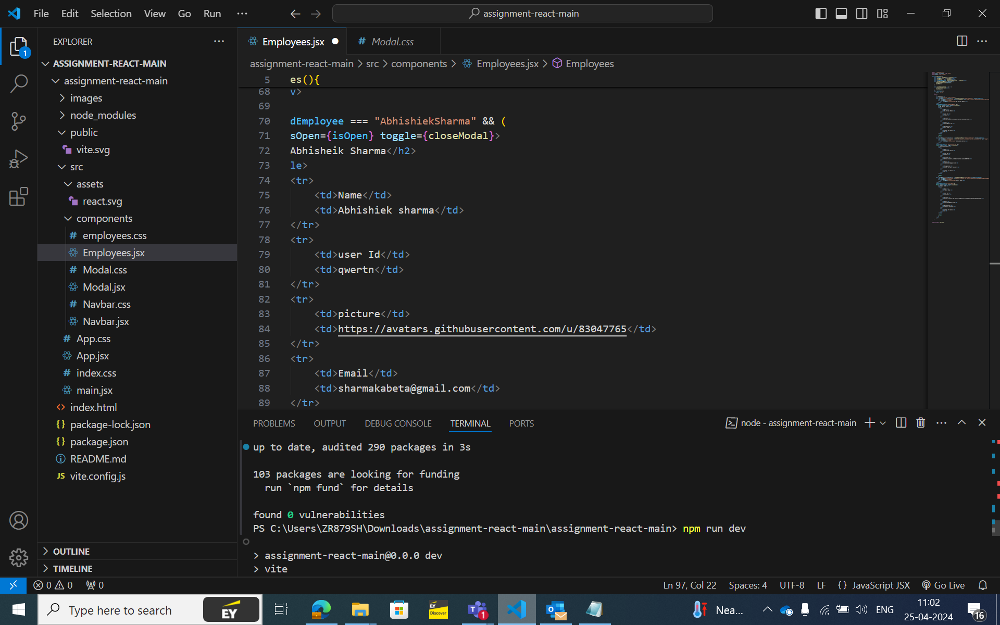 File Edit Selection View Go Run ···
assignment-react-main
EXPLORER
ASSIGNMENT-REACT-MAIN
assignment-react-main
images
node_modules
public
vite.svg
src
assets
react.svg
components
employees.css
Employees.jsx
Modal.css
Modal.jsx
Navbar.css
Navbar.jsx
App.css
App.jsx
index.css
main.jsx
index.html
package-lock.json
package.json
README.md
vite.config.js
OUTLINE
TIMELINE
Employees.jsx
Modal.css
assignment-react-main > src > components > Employees.jsx > Employees
5 es(){
68 v>
69
70 dEmployee === "AbhishiekSharma" && (
71 sOpen={isOpen} toggle={closeModal}>
72 Abhisheik Sharma</h2>
73 le>
74 <tr>
75 <td>Name</td>
76 <td>Abhishiek sharma</td>
77 </tr>
78 <tr>
79 <td>user Id</td>
80 <td>qwertn</td>
81 </tr>
82 <tr>
83 <td>picture</td>
84 <td>https://avatars.githubusercontent.com/u/83047765</td>
85 </tr>
86 <tr>
87 <td>Email</td>
88 <td>sharmakabeta@gmail.com</td>
89 </tr>
PROBLEMS OUTPUT DEBUG CONSOLE TERMINAL PORTS
node - assignment-react-main
up to date, audited 290 packages in 3s
103 packages are looking for funding
run `npm fund` for details
found 0 vulnerabilities
PS C:\Users\ZR879SH\Downloads\assignment-react-main\assignment-react-main> npm run dev
> assignment-react-main@0.0.0 dev
> vite
0 0 0
Ln 97, Col 22 Spaces: 4 UTF-8 LF {} JavaScript JSX Go Live
Type here to search
EY
EY Discover
1
Nea...
ENG
11:02
25-04-2024
16